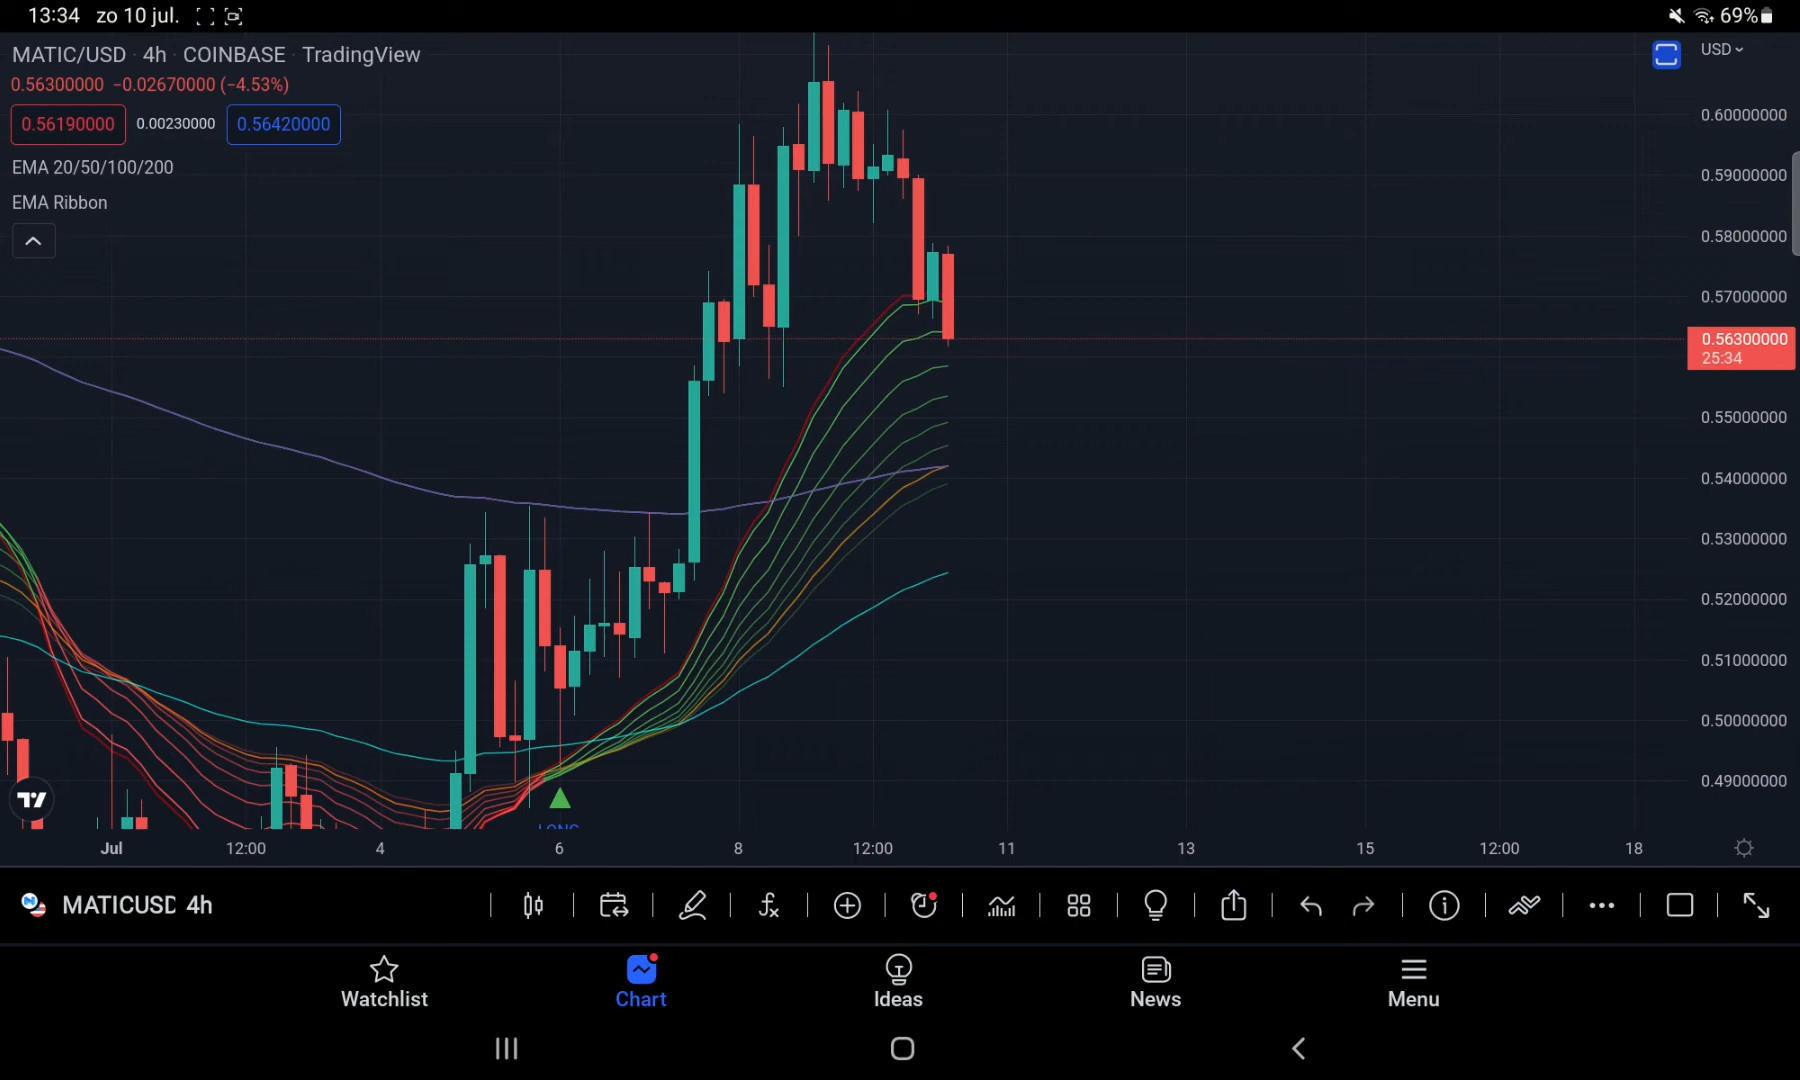 13:34 zo 10 jul. 69%
MATIC/USD · 4h · COINBASE · TradingView
USD
0.56300000 −0.02670000 (−4.53%)
0.56190000 0.00230000 0.56420000
EMA 20/50/100/200
EMA Ribbon
0.60000000
0.59000000
0.58000000
0.57000000
0.56300000
25:34
0.55000000
0.54000000
0.53000000
0.52000000
0.51000000
0.50000000
0.49000000
LONG
Jul 12:00 4 6 8 12:00 11 13 15 12:00 18
MATICUSD 4h
Watchlist Chart Ideas News Menu